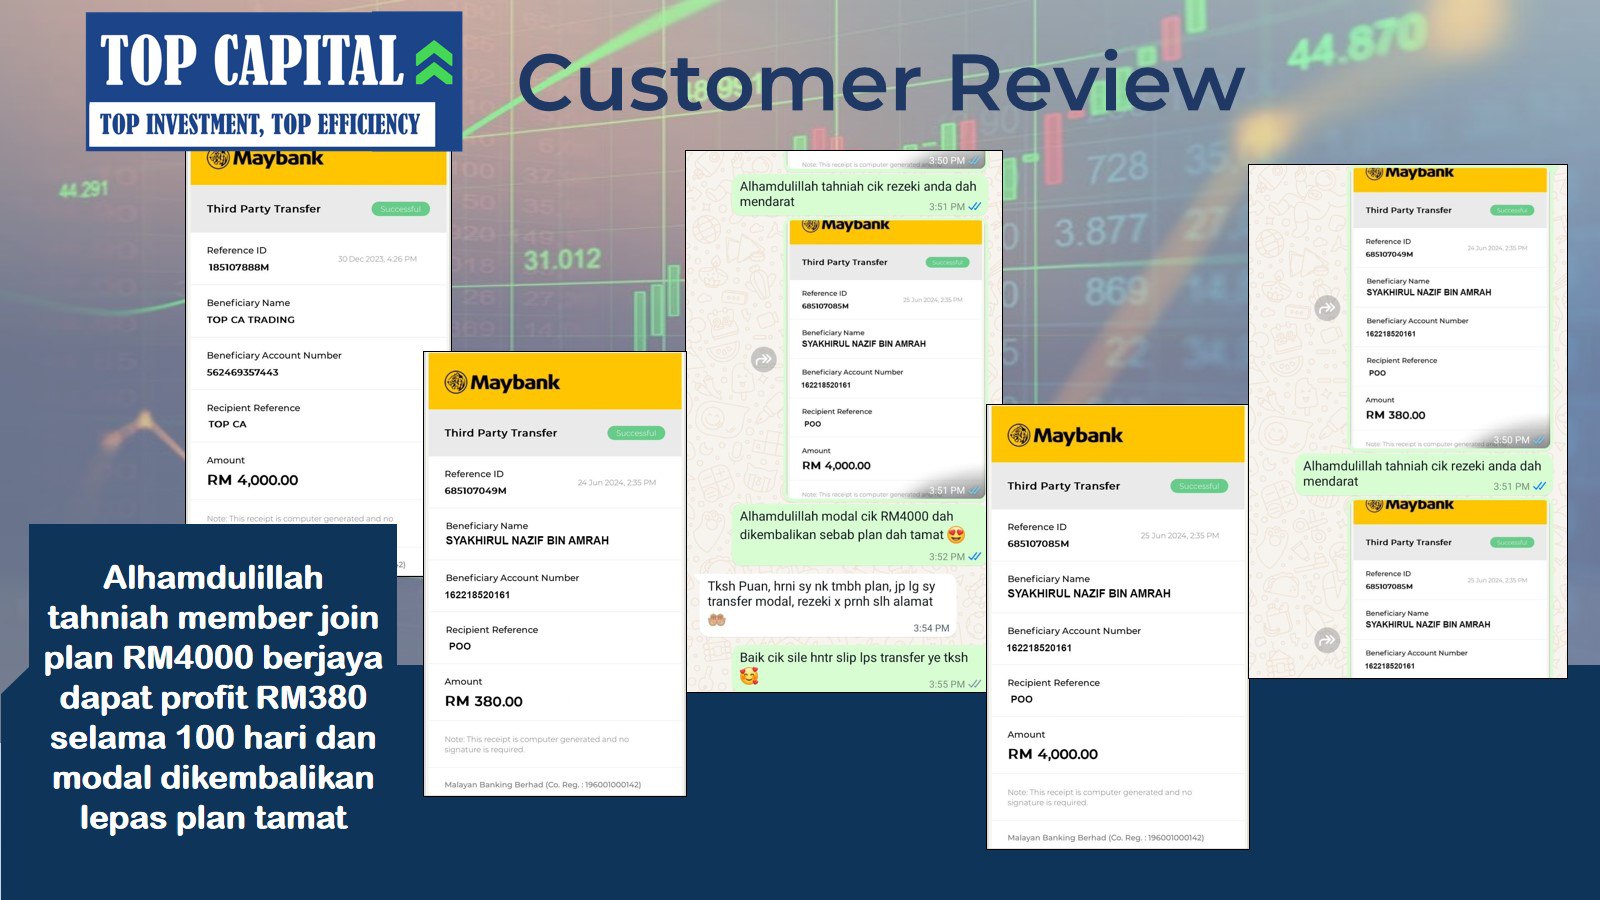 TOP CAPITAL
TOP INVESTMENT, TOP EFFICIENCY
Customer Review
44.870
44.291
31.012
728
3.877
869
22
Maybank
Third Party Transfer
Successful
Reference ID
30 Dec 2023, 4:26 PM
185107888M
Beneficiary Name
TOP CA TRADING
Beneficiary Account Number
562469357443
Recipient Reference
TOP CA
Amount
RM 4,000.00
Note: This receipt is computer generated and no
Alhamdulillah
tahniah member join
plan RM4000 berjaya
dapat profit RM380
selama 100 hari dan
modal dikembalikan
lepas plan tamat
Maybank
Third Party Transfer
Successful
Reference ID
24 Jun 2024, 2:35 PM
685107049M
Beneficiary Name
SYAKHIRUL NAZIF BIN AMRAH
Beneficiary Account Number
162218520161
Recipient Reference
POO
Amount
RM 380.00
Note: This receipt is computer generated and no
signature is required.
Malayan Banking Berhad (Co. Reg. : 196001000142)
Note: This receipt is computer generated
3:50 PM
Alhamdulillah tahniah cik rezeki anda dah
mendarat
3:51 PM
Maybank
Third Party Transfer
Successful
Reference ID
25 Jun 2024, 2:35 PM
685107085M
Beneficiary Name
SYAKHIRUL NAZIF BIN AMRAH
Beneficiary Account Number
162218520161
Recipient Reference
POO
Amount
RM 4,000.00
Note: This receipt is computer generated
3:51 PM
Alhamdulillah modal cik RM4000 dah
dikembalikan sebab plan dah tamat 😍
3:52 PM
Tksh Puan, hrni sy nk tmbh plan, jp lg sy
transfer modal, rezeki x prnh slh alamat
🤲🏼
3:54 PM
Baik cik sile hntr slip lps transfer ye tksh
🥰
3:55 PM
Maybank
Third Party Transfer
Successful
Reference ID
25 Jun 2024, 2:35 PM
685107085M
Beneficiary Name
SYAKHIRUL NAZIF BIN AMRAH
Beneficiary Account Number
162218520161
Recipient Reference
POO
Amount
RM 4,000.00
Note: This receipt is computer generated and no
signature is required.
Malayan Banking Berhad (Co. Reg. : 196001000142)
Maybank
Third Party Transfer
Successful
Reference ID
24 Jun 2024, 2:35 PM
685107049M
Beneficiary Name
SYAKHIRUL NAZIF BIN AMRAH
Beneficiary Account Number
162218520161
Recipient Reference
POO
Amount
RM 380.00
Note: This receipt is computer generated
3:50 PM
Alhamdulillah tahniah cik rezeki anda dah
mendarat
3:51 PM
Maybank
Third Party Transfer
Successful
Reference ID
25 Jun 2024, 2:35 PM
685107085M
Beneficiary Name
SYAKHIRUL NAZIF BIN AMRAH
Beneficiary Account Number
162218520161